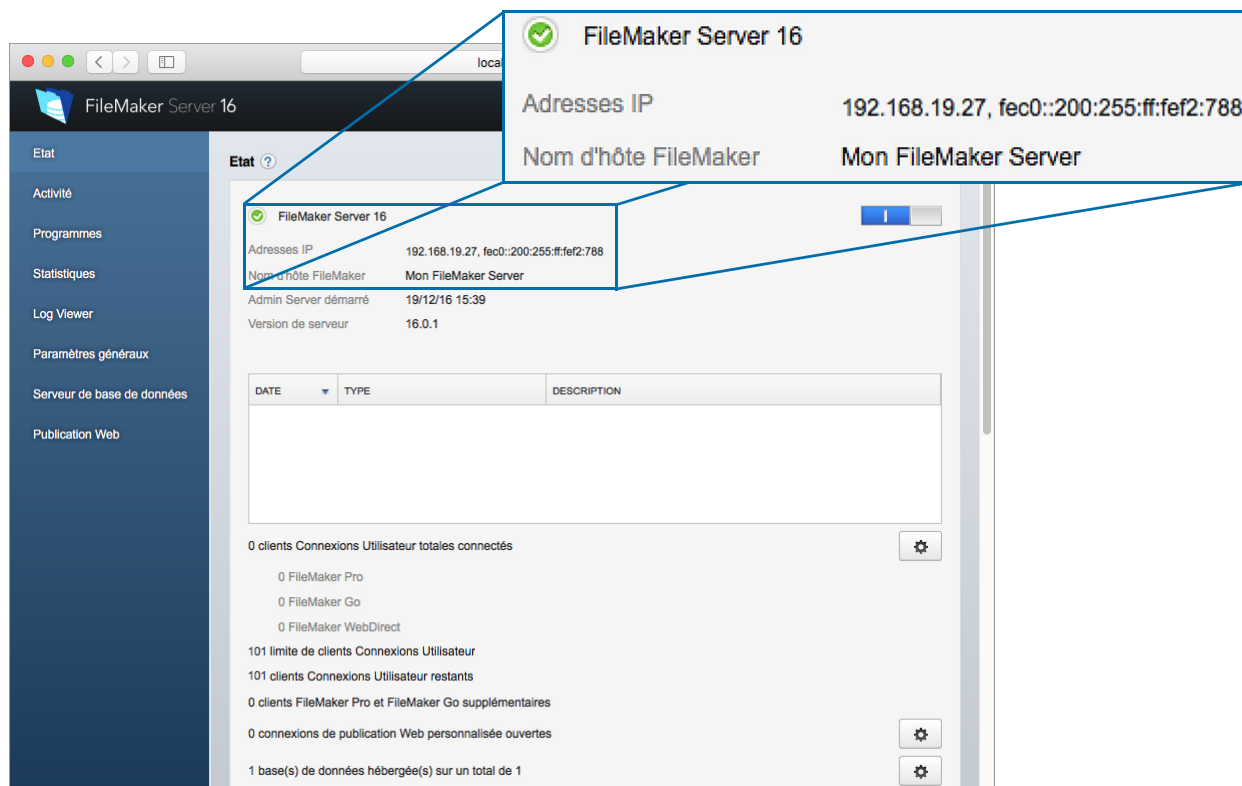 FileMaker Server 16
Adresses IP 192.168.19.27, fec0::200:255:ff:fef2:788
Nom d'hôte FileMaker Mon FileMaker Server
local
FileMaker Server 16
Etat
Activité
Programmes
Statistiques
Log Viewer
Paramètres généraux
Serveur de base de données
Publication Web
Etat ?
FileMaker Server 16
Adresses IP 192.168.19.27, fec0::200:255:ff:fef2:788
Nom d'hôte FileMaker Mon FileMaker Server
Admin Server démarré 19/12/16 15:39
Version de serveur 16.0.1
DATE TYPE DESCRIPTION
0 clients Connexions Utilisateur totales connectés
0 FileMaker Pro
0 FileMaker Go
0 FileMaker WebDirect
101 limite de clients Connexions Utilisateur
101 clients Connexions Utilisateur restants
0 clients FileMaker Pro et FileMaker Go supplémentaires
0 connexions de publication Web personnalisée ouvertes
1 base(s) de données hébergée(s) sur un total de 1